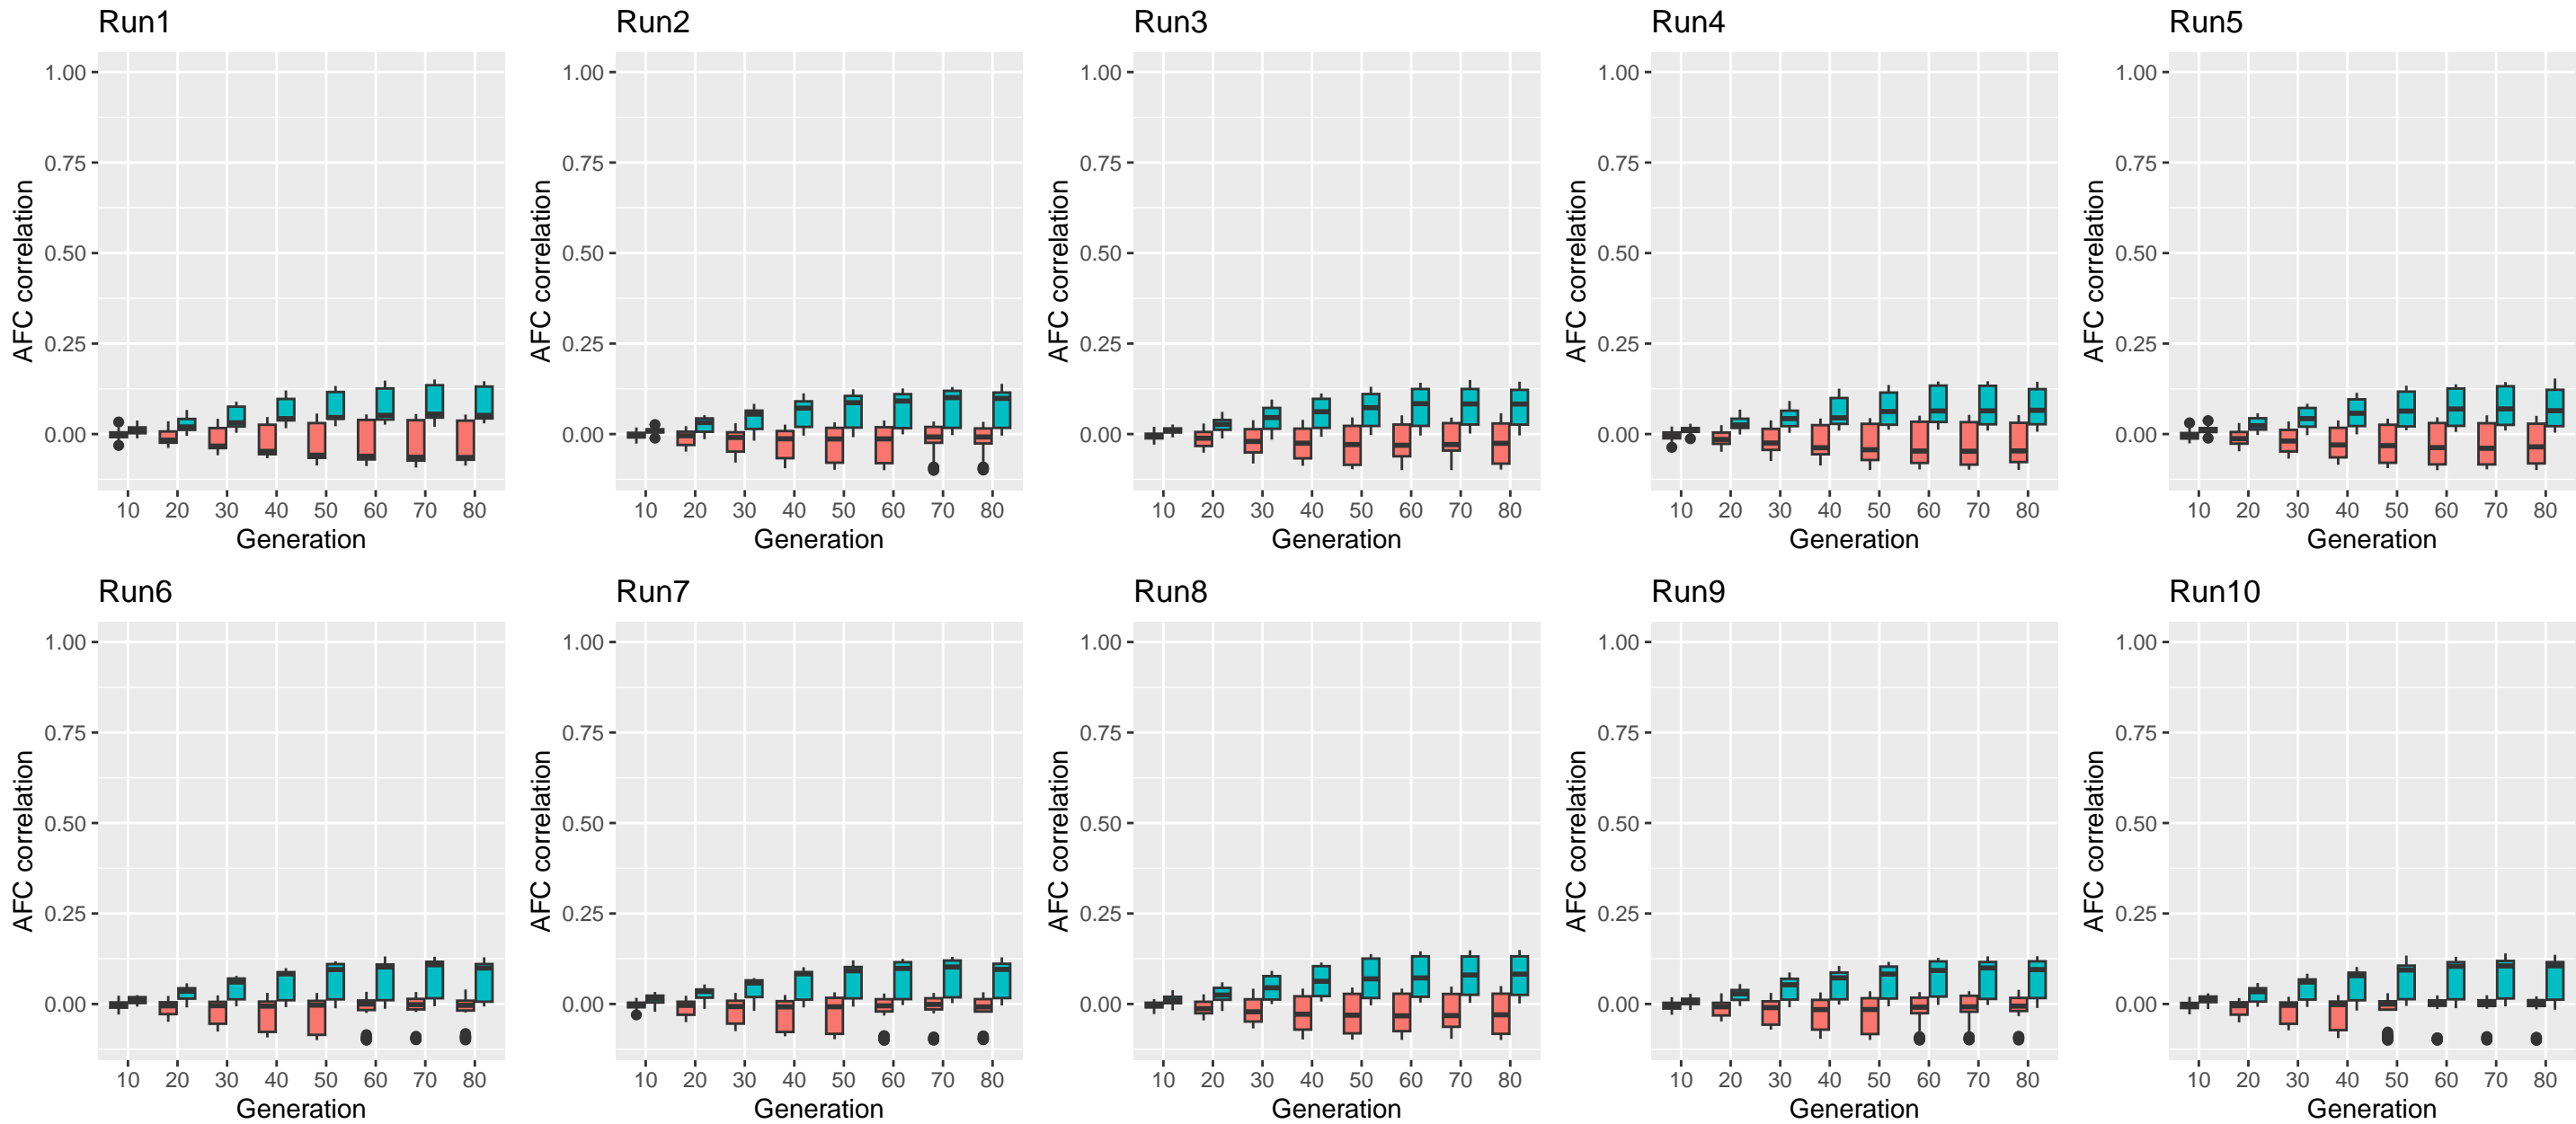 Run1 Run2 Run3 Run4 Run5
1.00 1.00 1.00 1.00 1.00
0.75 0.75 0.75 0.75 0.75
0.50 0.50 0.50 0.50 0.50
0.25 0.25 0.25 0.25 0.25
0.00 0.00 0.00 0.00 0.00
AFC correlation AFC correlation AFC correlation AFC correlation AFC correlation
10 20 30 40 50 60 70 80 10 20 30 40 50 60 70 80 10 20 30 40 50 60 70 80 10 20 30 40 50 60 70 80 10 20 30 40 50 60 70 80
Generation Generation Generation Generation Generation
Run6 Run7 Run8 Run9 Run10
1.00 1.00 1.00 1.00 1.00
0.75 0.75 0.75 0.75 0.75
0.50 0.50 0.50 0.50 0.50
0.25 0.25 0.25 0.25 0.25
0.00 0.00 0.00 0.00 0.00
AFC correlation AFC correlation AFC correlation AFC correlation AFC correlation
10 20 30 40 50 60 70 80 10 20 30 40 50 60 70 80 10 20 30 40 50 60 70 80 10 20 30 40 50 60 70 80 10 20 30 40 50 60 70 80
Generation Generation Generation Generation Generation